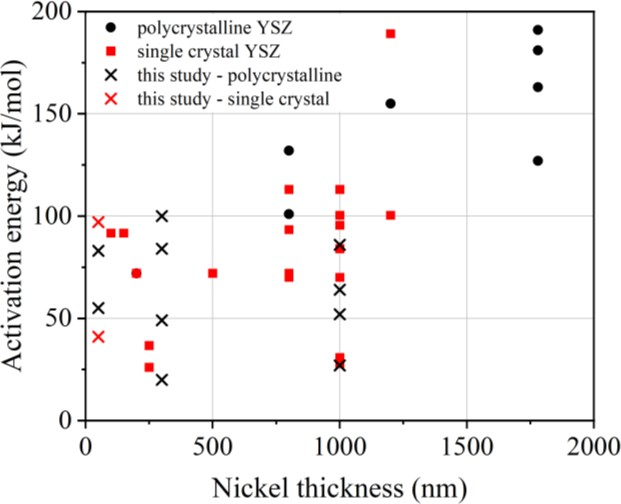 200
150
100
50
0
Activation energy (kJ/mol)
polycrystalline YSZ
single crystal YSZ
this study - polycrystalline
this study - single crystal
0 500 1000 1500 2000
Nickel thickness (nm)